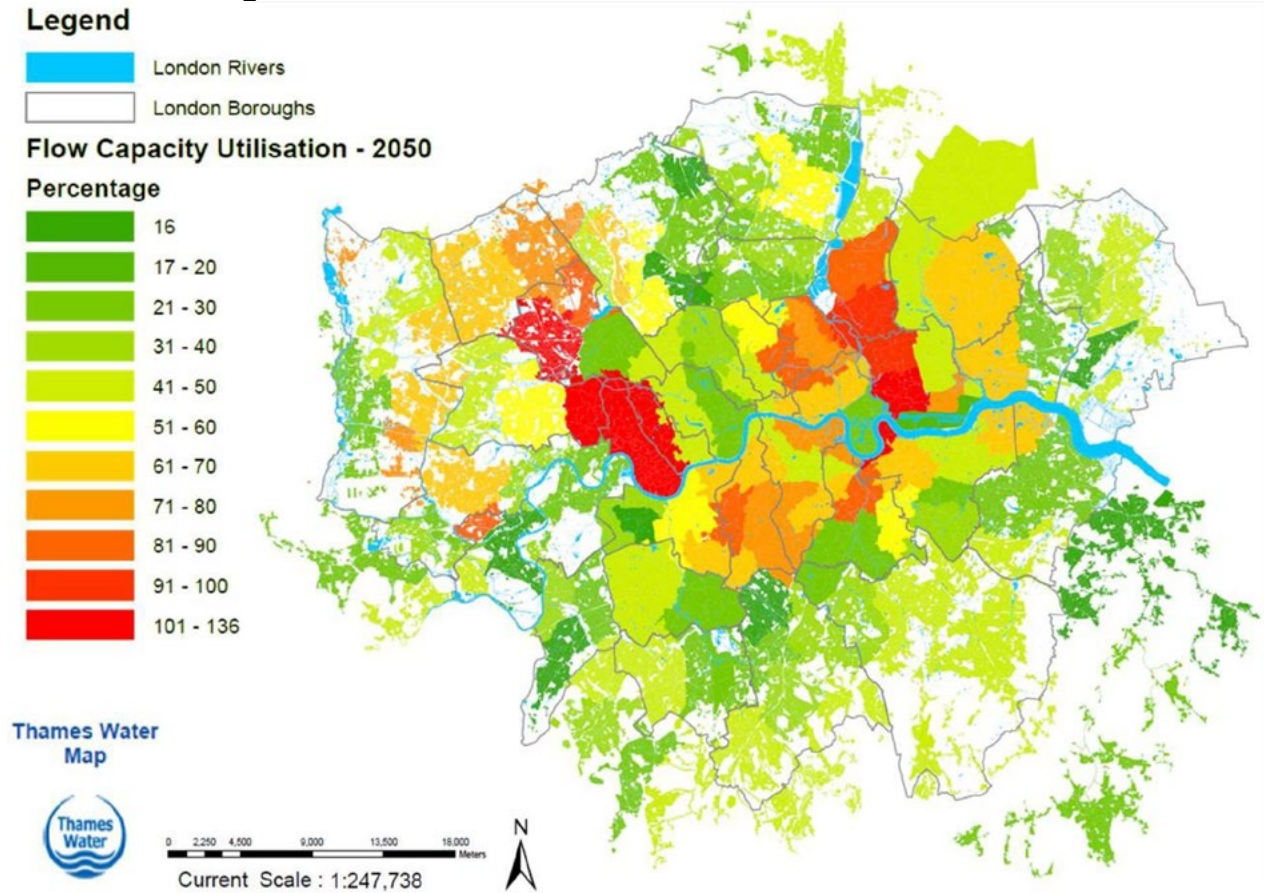 Legend
London Rivers
London Boroughs
Flow Capacity Utilisation - 2050
Percentage
16
17 - 20
21 - 30
31 - 40
41 - 50
51 - 60
61 - 70
71 - 80
81 - 90
91 - 100
101 - 136
Thames Water
Map
Thames
Water
0 2,250 4,500 9,000 13,500 18,000
Meters
N
Current Scale : 1:247,738